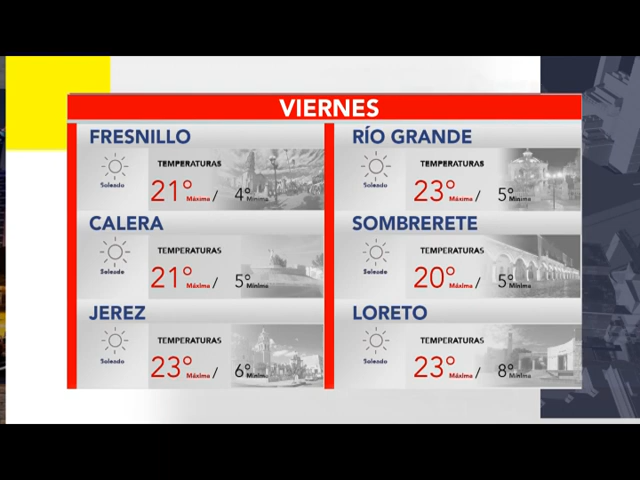 VIERNES
FRESNILLO
Soleado
TEMPERATURAS
21° Máxima / 4° Mínima
RÍO GRANDE
Soleado
TEMPERATURAS
23° Máxima / 5° Mínima
CALERA
Soleado
TEMPERATURAS
21° Máxima / 5° Mínima
SOMBRERETE
Soleado
TEMPERATURAS
20° Máxima / 5° Mínima
JEREZ
Soleado
TEMPERATURAS
23° Máxima / 6° Mínima
LORETO
Soleado
TEMPERATURAS
23° Máxima / 8° Mínima